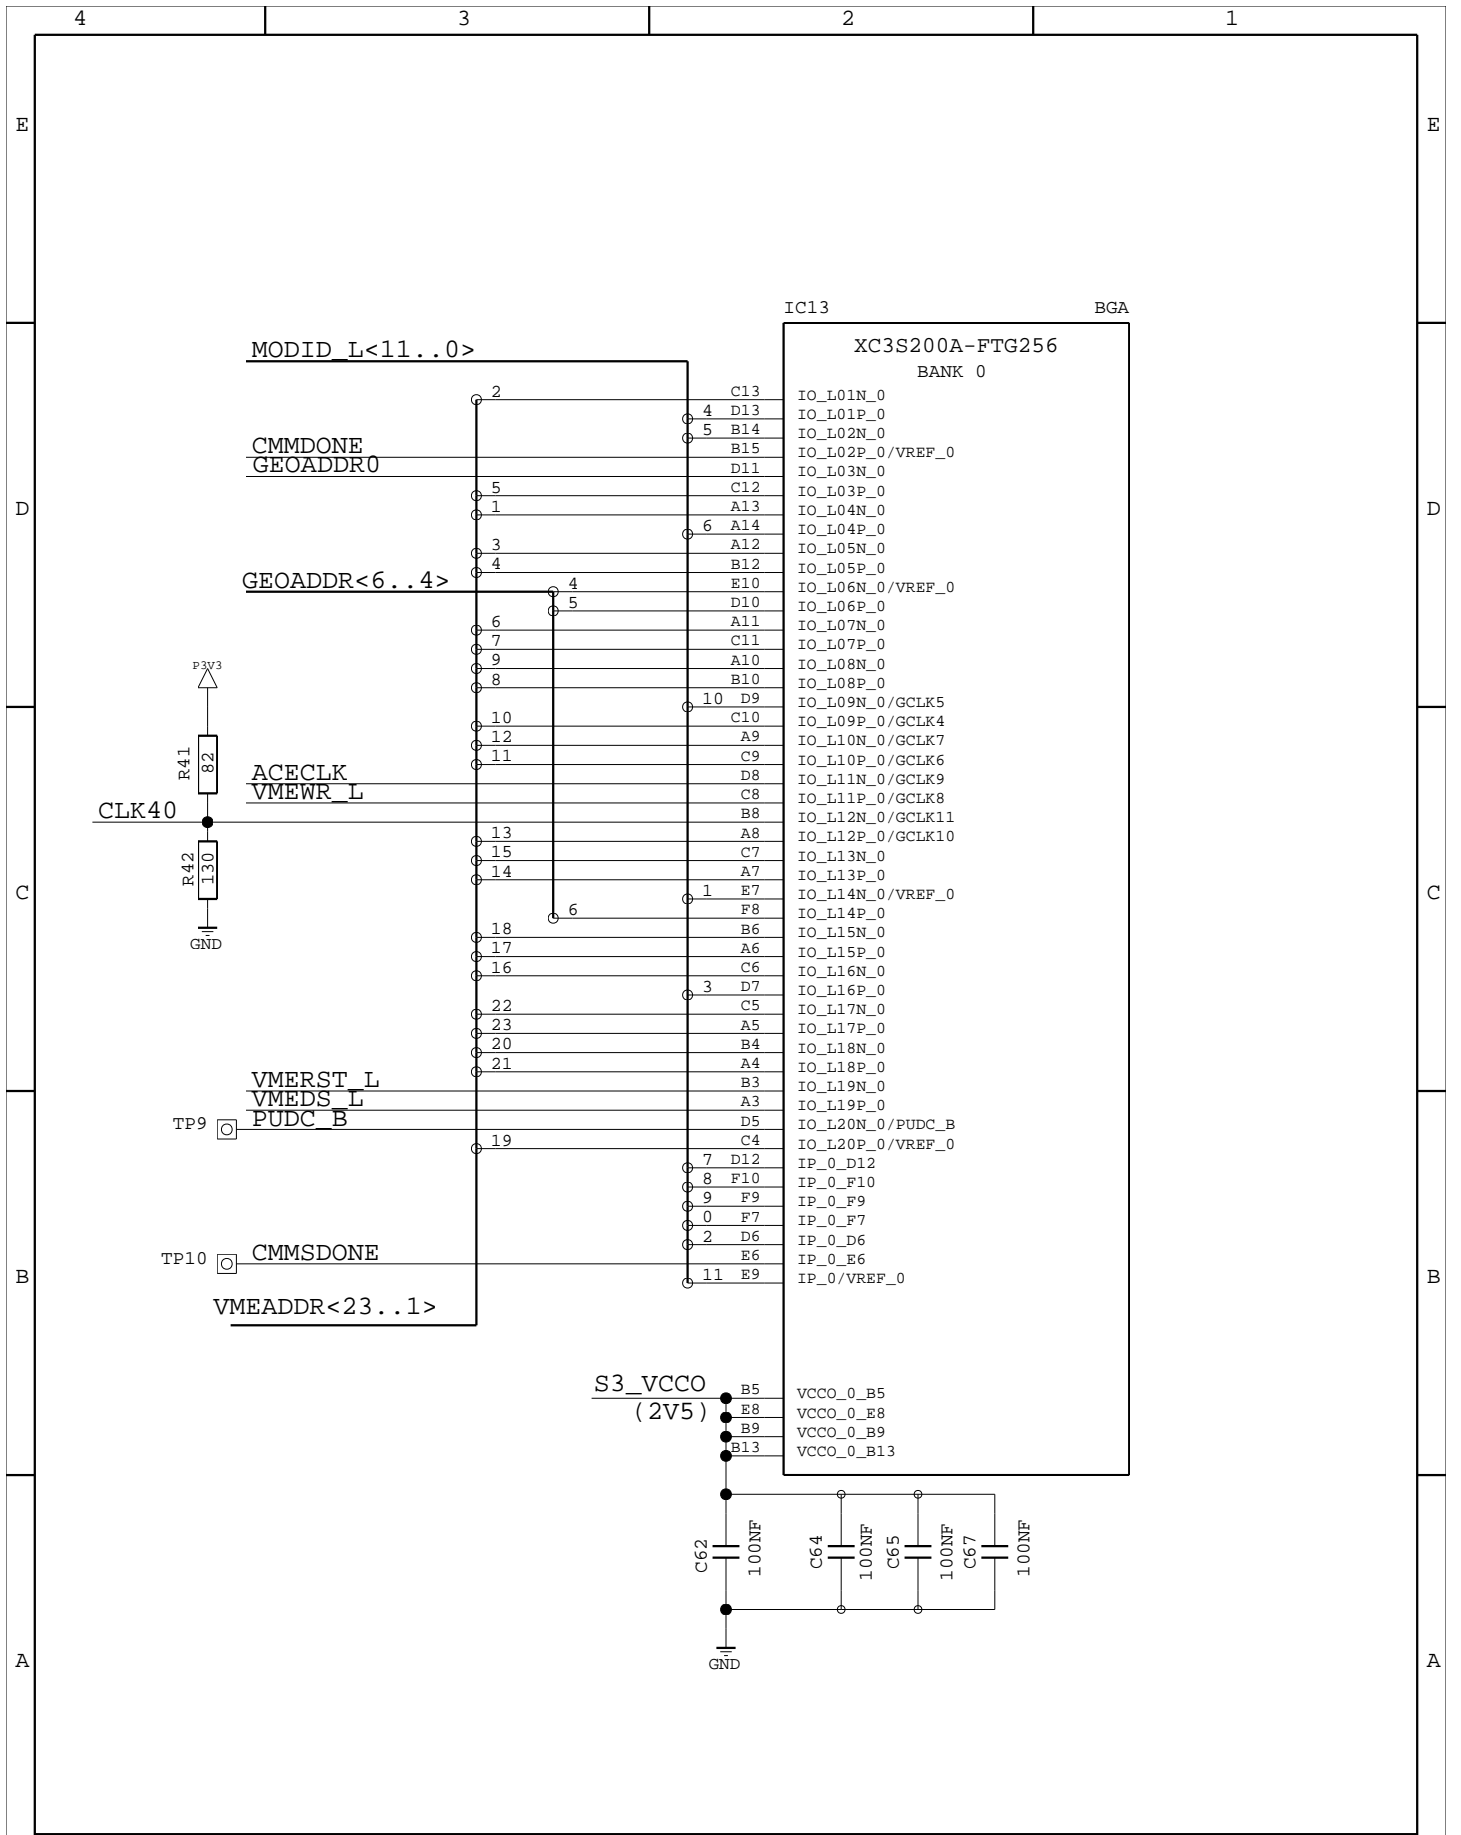 4 3 2 1
E E
IC13 BGA
XC3S200A-FTG256
BANK 0
MODID_L<11..0>
2 C13 IO_L01N_0
4 D13 IO_L01P_0
5 B14 IO_L02N_0
CMMDONE B15 IO_L02P_0/VREF_0
GEOADDR0 D11 IO_L03N_0
5 C12 IO_L03P_0
D D
1 A13 IO_L04N_0
6 A14 IO_L04P_0
3 A12 IO_L05N_0
4 B12 IO_L05P_0
GEOADDR<6..4> 4 E10 IO_L06N_0/VREF_0
5 D10 IO_L06P_0
6 A11 IO_L07N_0
7 C11 IO_L07P_0
P3V3
9 A10 IO_L08N_0
8 B10 IO_L08P_0
10 D9 IO_L09N_0/GCLK5
10 C10 IO_L09P_0/GCLK4
12 A9 IO_L10N_0/GCLK7
11 C9 IO_L10P_0/GCLK6
R41 82
ACECLK D8 IO_L11N_0/GCLK9
VMEWR_L C8 IO_L11P_0/GCLK8
CLK40 B8 IO_L12N_0/GCLK11
13 A8 IO_L12P_0/GCLK10
15 C7 IO_L13N_0
R42 130
14 A7 IO_L13P_0
C C
1 E7 IO_L14N_0/VREF_0
6 F8 IO_L14P_0
18 B6 IO_L15N_0
GND
17 A6 IO_L15P_0
16 C6 IO_L16N_0
3 D7 IO_L16P_0
22 C5 IO_L17N_0
23 A5 IO_L17P_0
20 B4 IO_L18N_0
21 A4 IO_L18P_0
VMERST_L B3 IO_L19N_0
VMEDS_L A3 IO_L19P_0
TP9 PUDC_B D5 IO_L20N_0/PUDC_B
19 C4 IO_L20P_0/VREF_0
7 D12 IP_0_D12
8 F10 IP_0_F10
9 F9 IP_0_F9
0 F7 IP_0_F7
2 D6 IP_0_D6
TP10 CMMSDONE E6 IP_0_E6
B B
11 E9 IP_0/VREF_0
VMEADDR<23..1>
S3_VCCO B5 VCCO_0_B5
(2V5) E8 VCCO_0_E8
B9 VCCO_0_B9
B13 VCCO_0_B13
C62 100NF C64 100NF C65 100NF C67 100NF
GND
A A